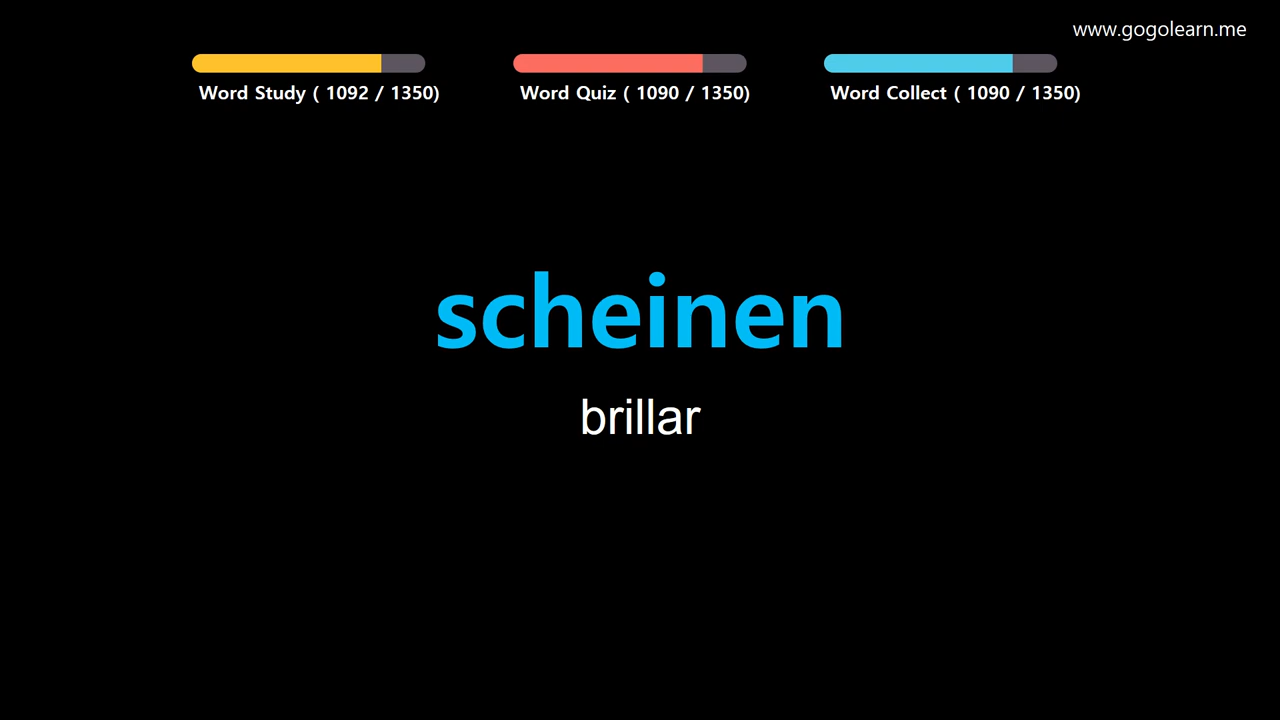 www.gogolearn.me
Word Study ( 1092 / 1350)
Word Quiz ( 1090 / 1350)
Word Collect ( 1090 / 1350)
scheinen
brillar